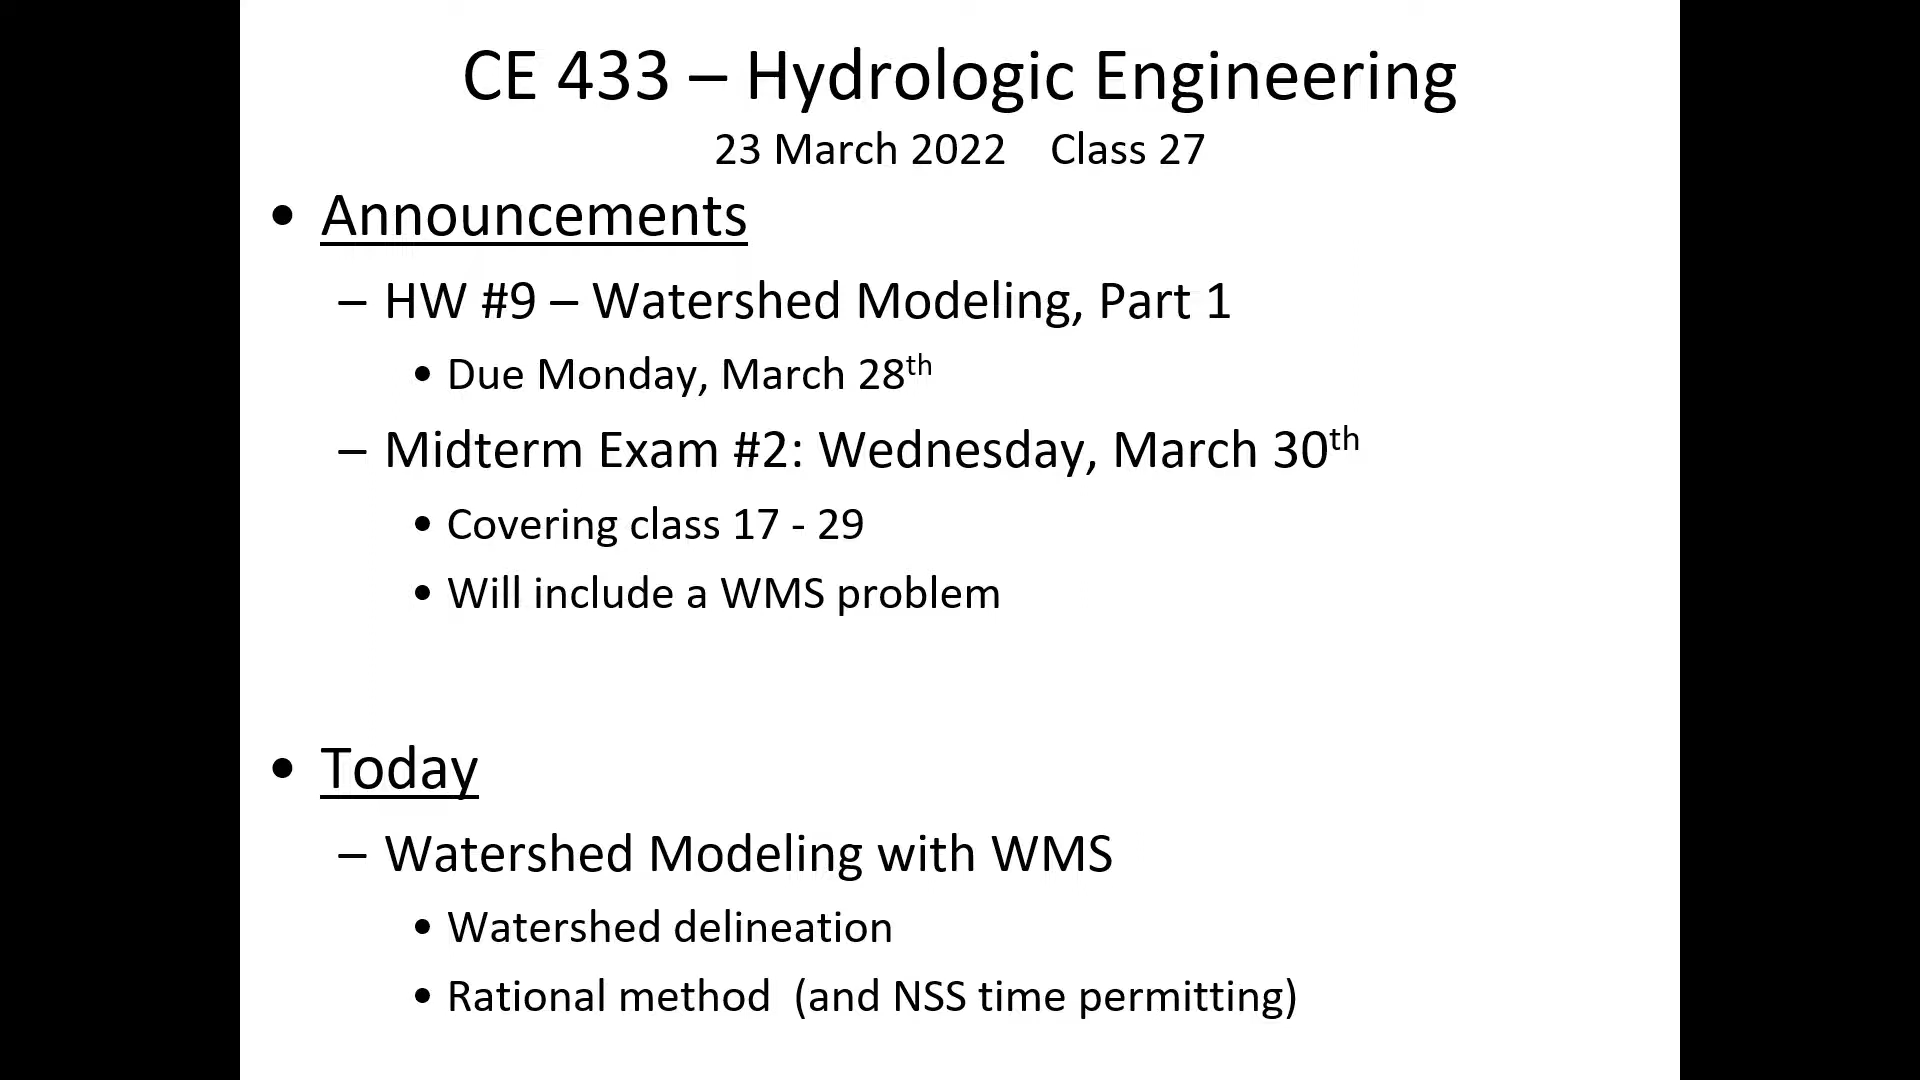 CE 433 – Hydrologic Engineering
23 March 2022 Class 27
• Announcements
– HW #9 – Watershed Modeling, Part 1
• Due Monday, March 28th
– Midterm Exam #2: Wednesday, March 30th
• Covering class 17 - 29
• Will include a WMS problem
• Today
– Watershed Modeling with WMS
• Watershed delineation
• Rational method (and NSS time permitting)